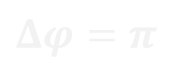 Δφ = π